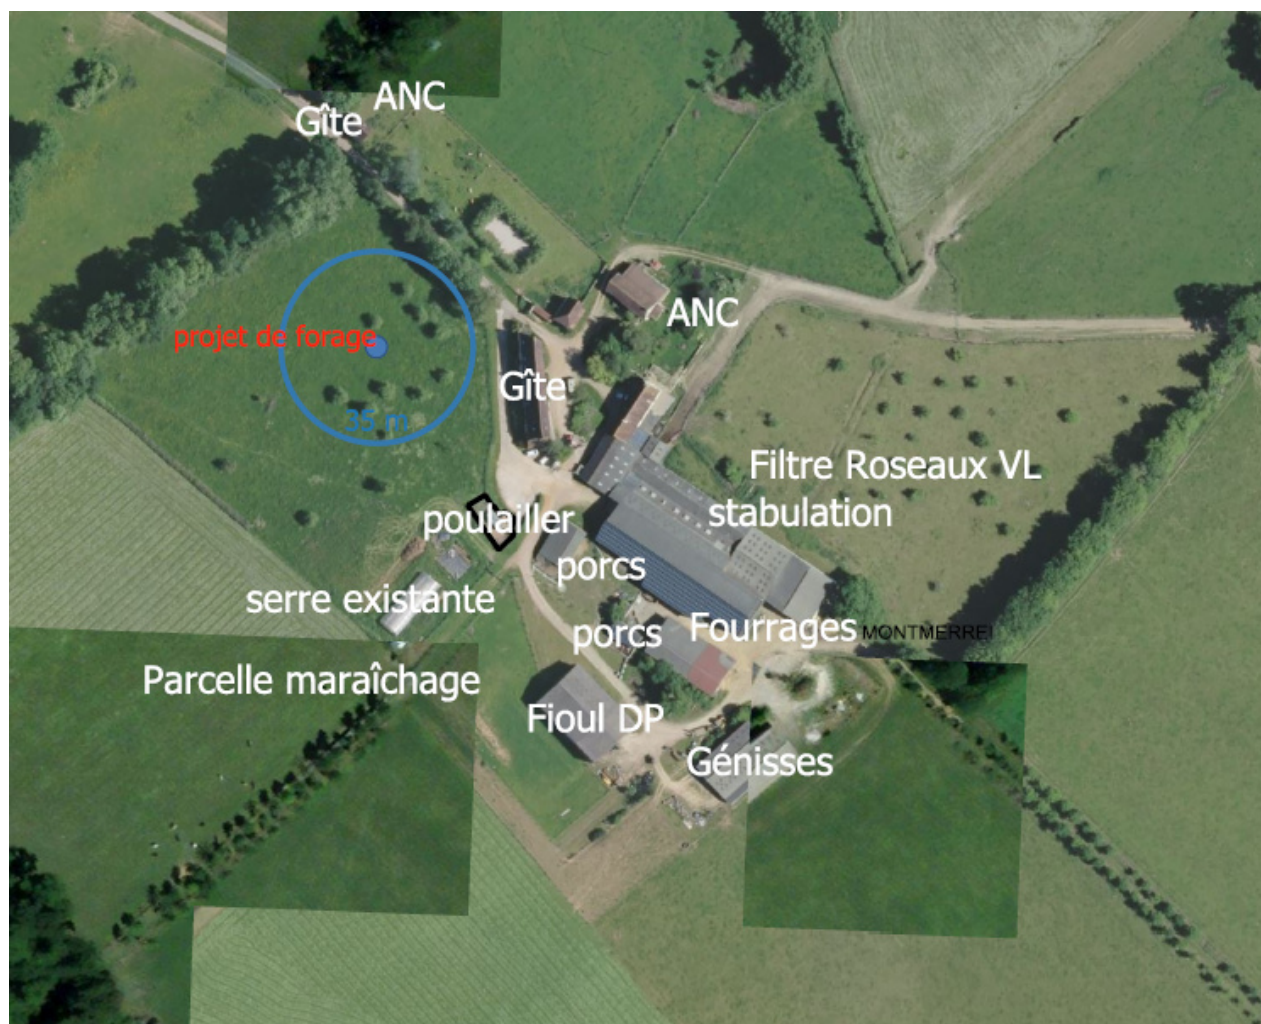 ANC
Gîte
ANC
projet de forage
Gîte
35 m
Filtre Roseaux VL
stabulation
poulailler
porcs
serre existante
porcs
Fourrages
MONTMERREI
Parcelle maraîchage
Fioul DP
Génisses